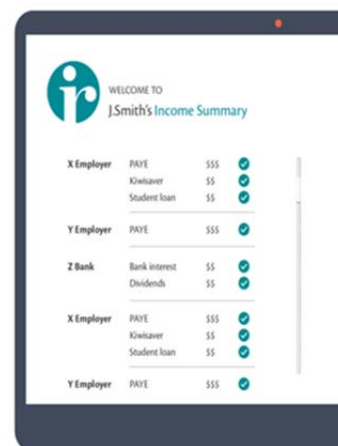 ir
WELCOME TO
J.Smith's Income Summary
X Employer PAYE $$$
Kiwisaver $$
Student loan $$
Y Employer PAYE $$$
Z Bank Bank interest $$
Dividends $$
X Employer PAYE $$$
Kiwisaver $$
Student loan $$
Y Employer PAYE $$$